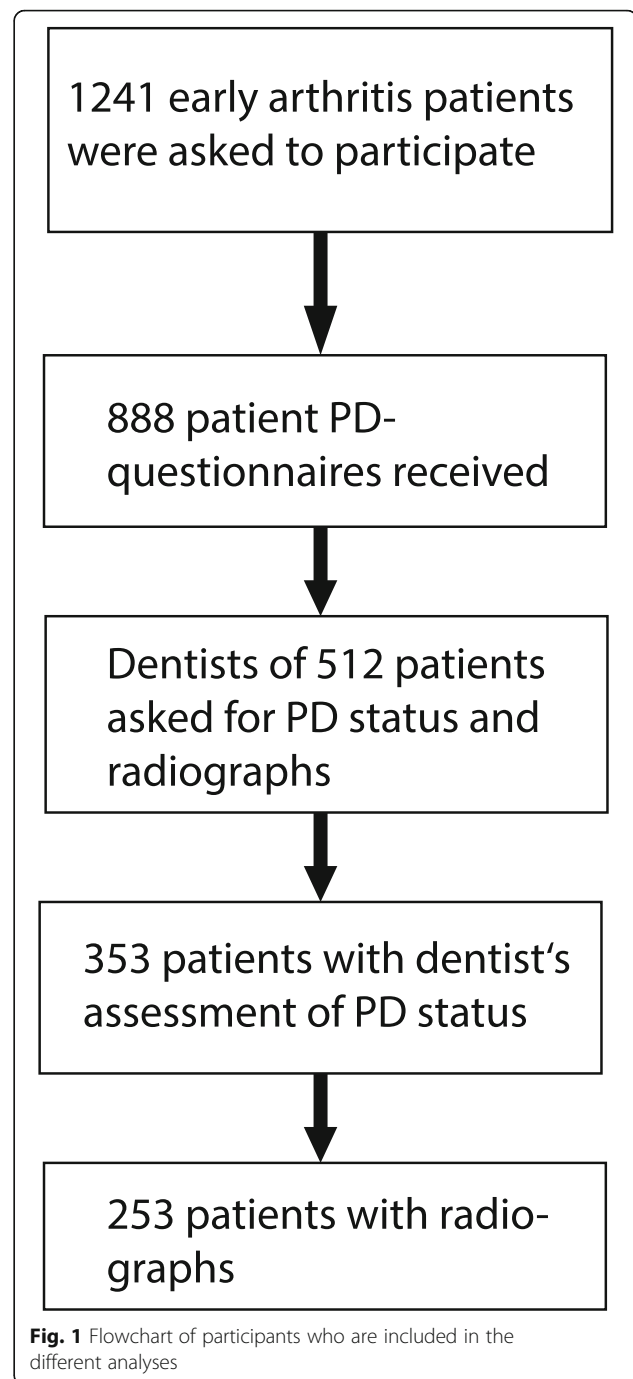 1241 early arthritis patients
were asked to participate
888 patient PD-
questionnaires received
Dentists of 512 patients
asked for PD status and
radiographs
353 patients with dentist‘s
assessment of PD status
253 patients with radio-
graphs
Fig. 1 Flowchart of participants who are included in the
different analyses